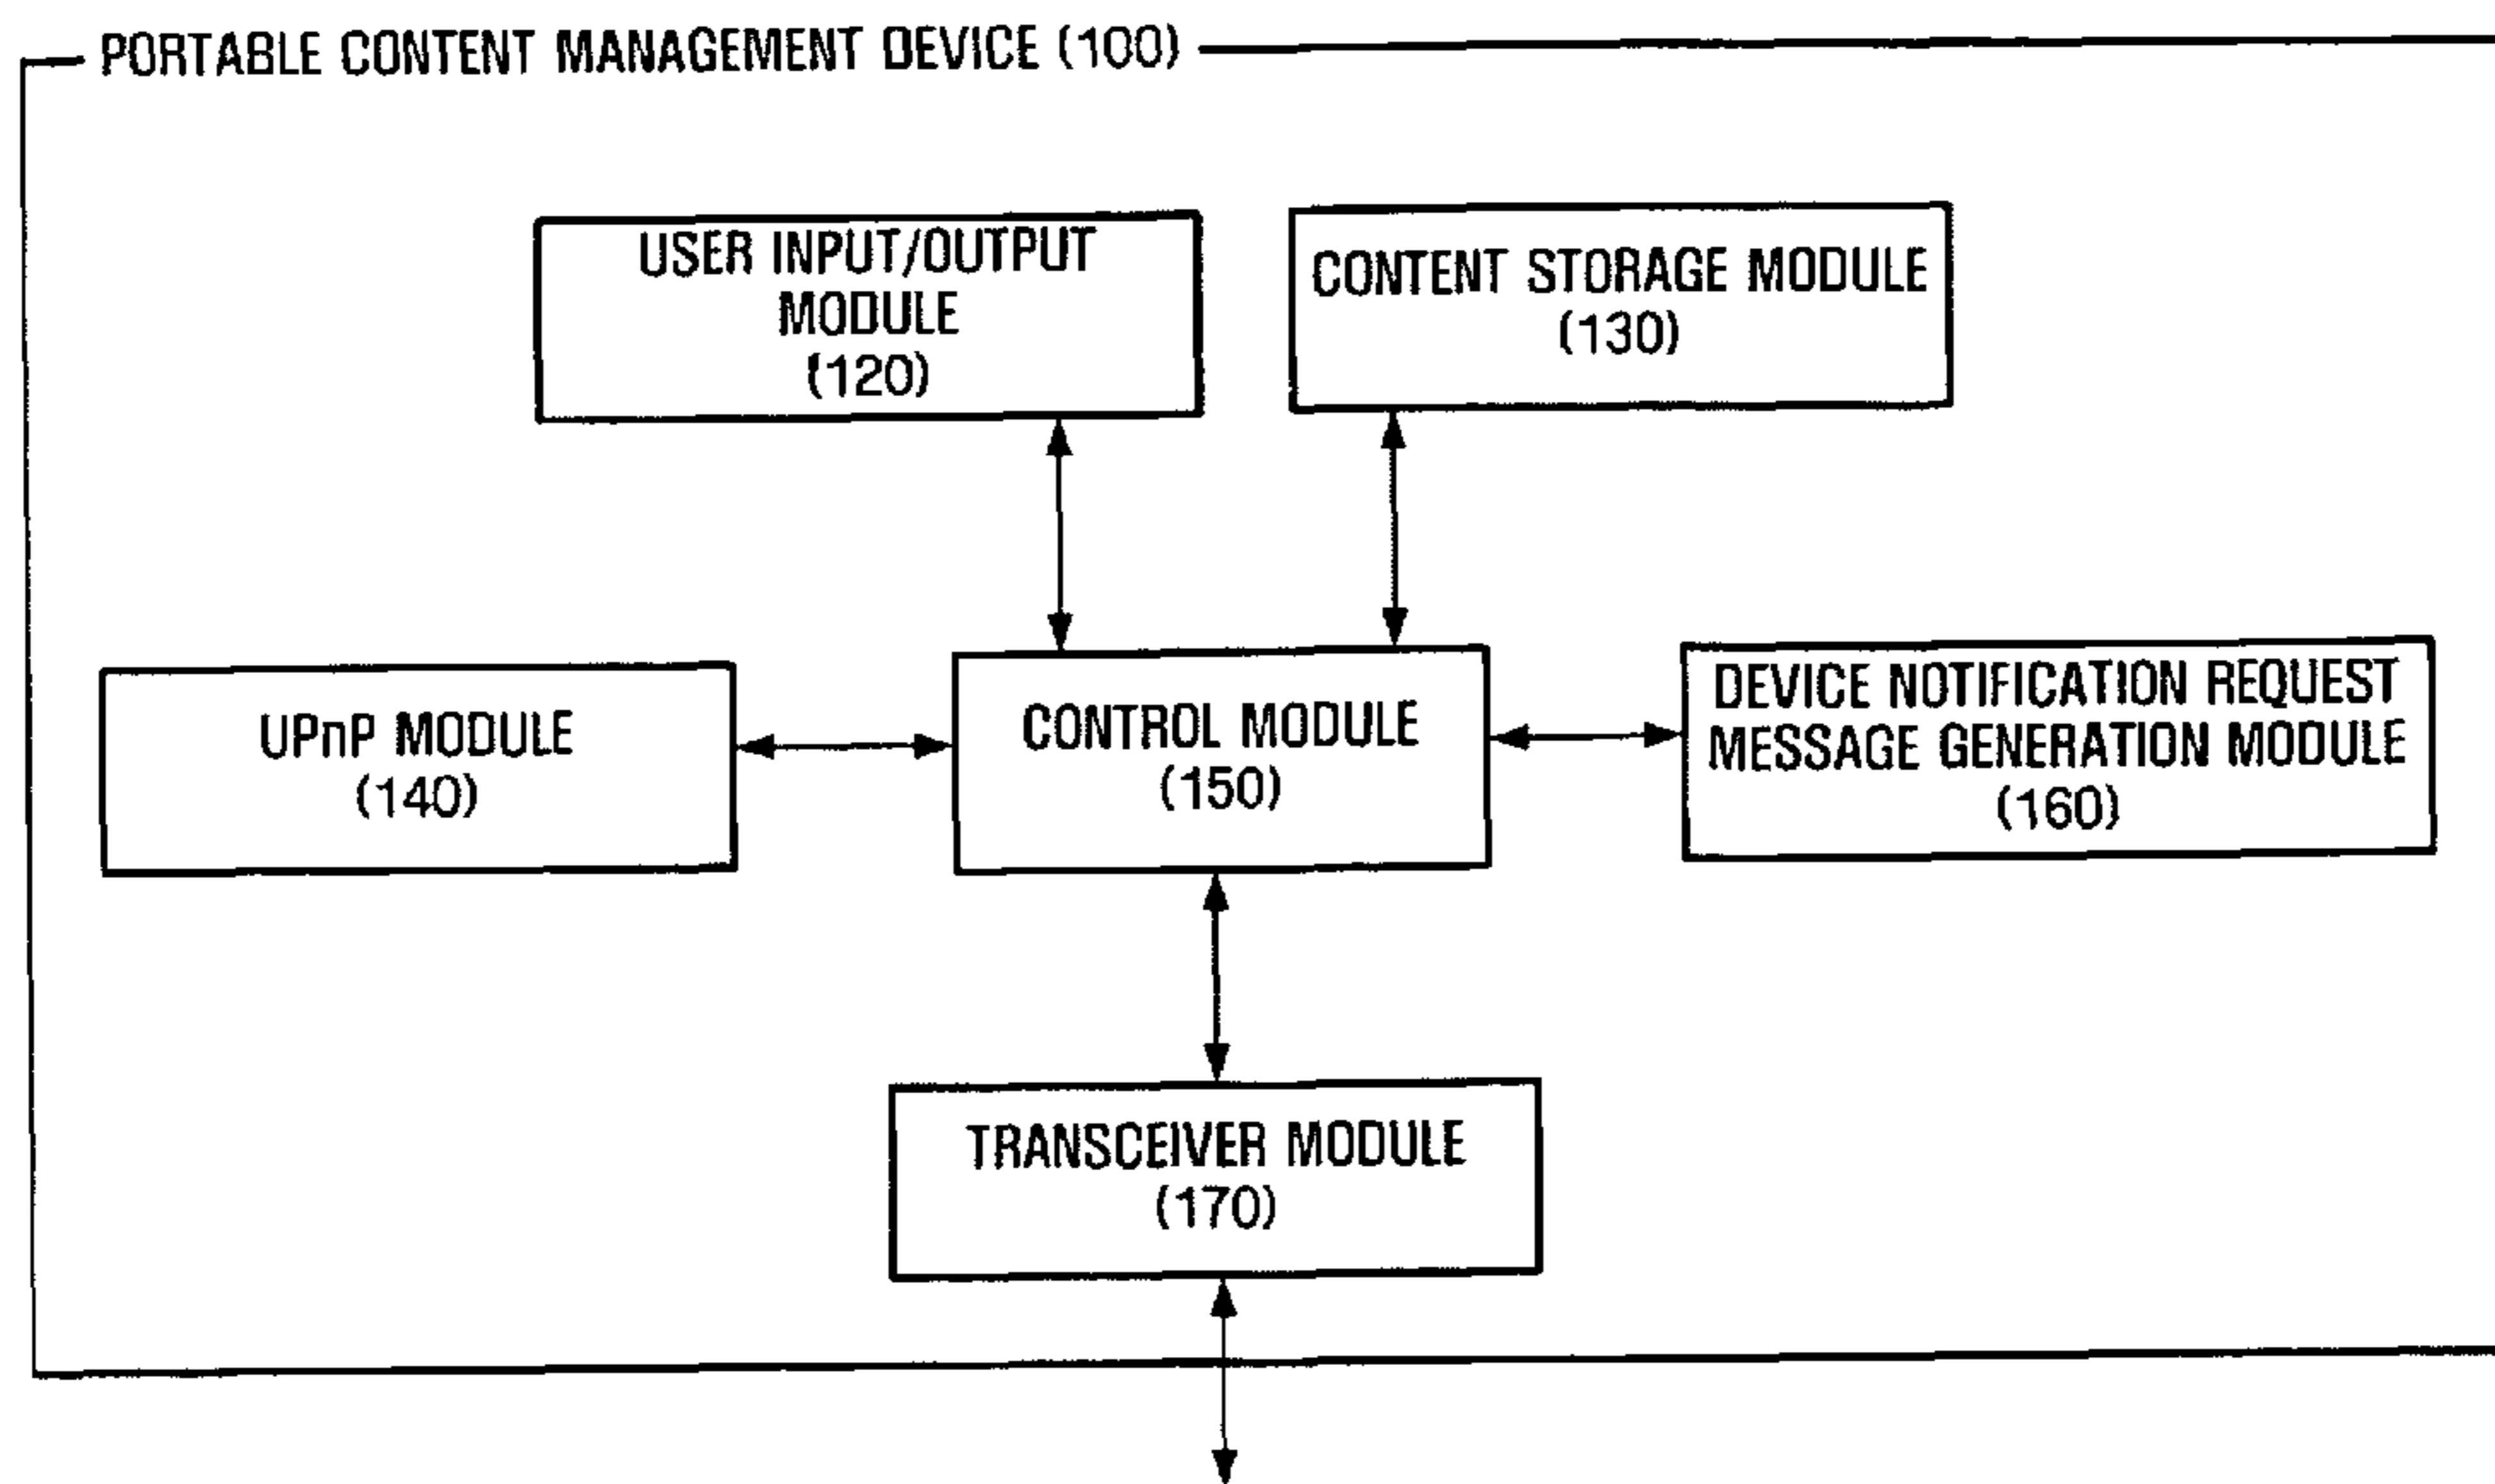 PORTABLE CONTENT MANAGEMENT DEVICE (100)
USER INPUT/OUTPUT
MODULE
(120)
CONTENT STORAGE MODULE
(130)
UPnP MODULE
(140)
CONTROL MODULE
(150)
DEVICE NOTIFICATION REQUEST
MESSAGE GENERATION MODULE
(160)
TRANSCEIVER MODULE
(170)